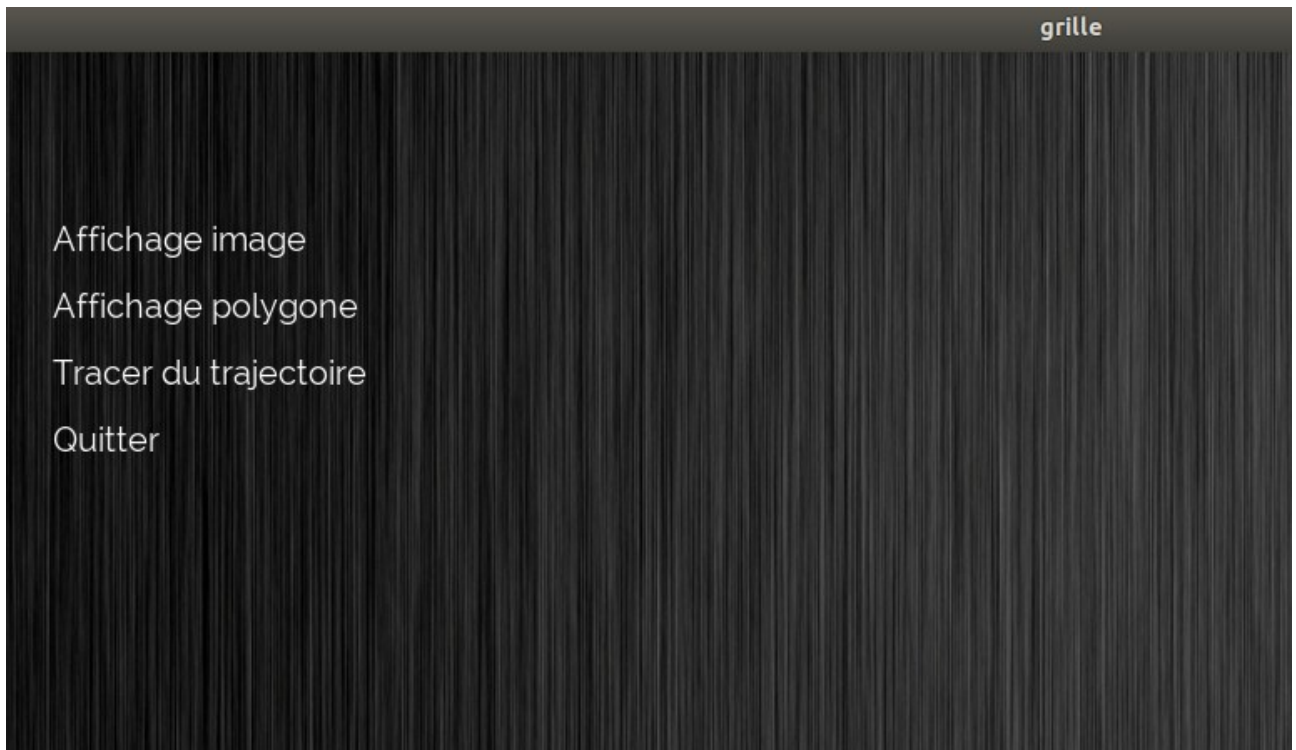 grille
Affichage image
Affichage polygone
Tracer du trajectoire
Quitter